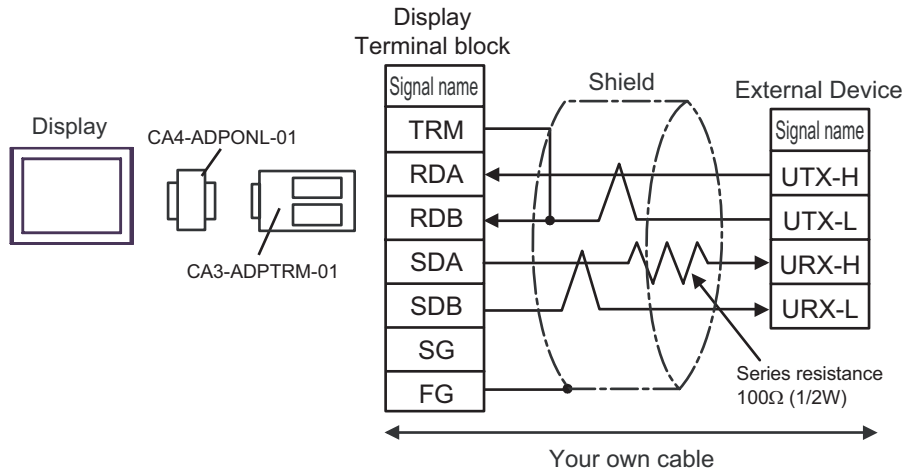 Display
Terminal block
Signal name
TRM
RDA
RDB
SDA
SDB
SG
FG
Shield
External Device
Signal name
UTX-H
UTX-L
URX-H
URX-L
Display
CA4-ADPONL-01
CA3-ADPTRM-01
Series resistance
100Ω (1/2W)
Your own cable